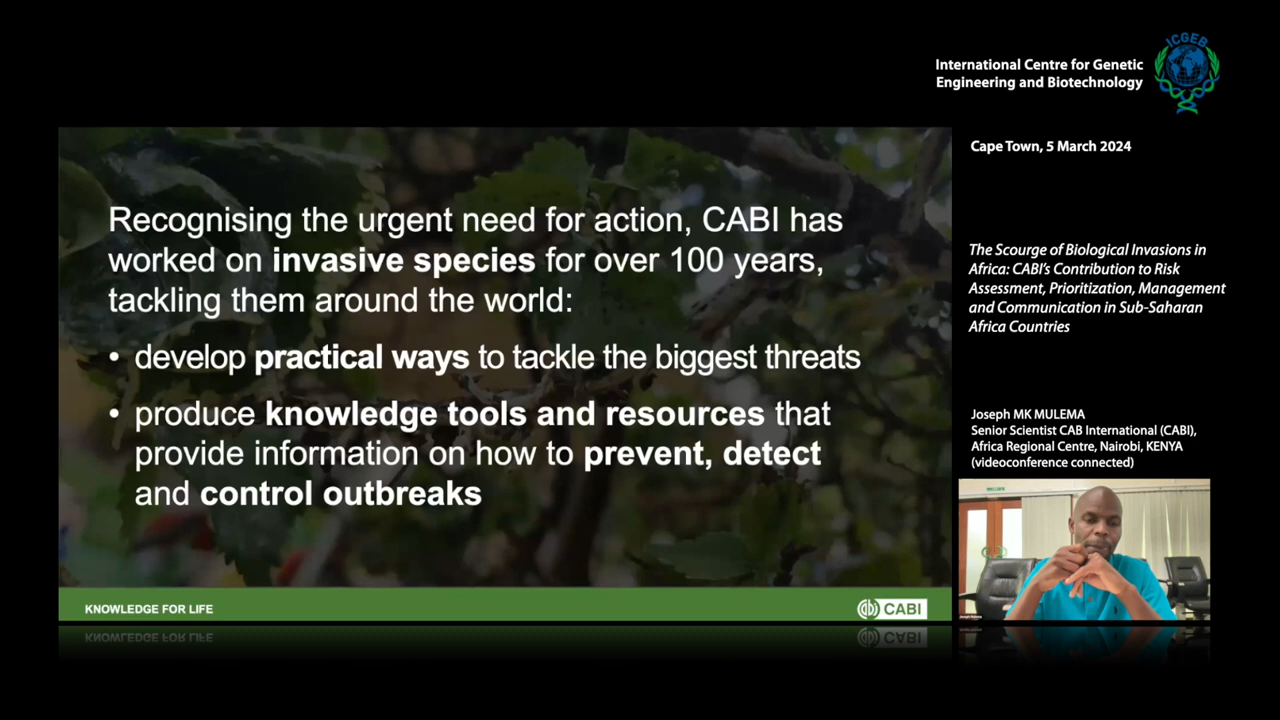 International Centre for Genetic
Engineering and Biotechnology
ICGEB
Cape Town, 5 March 2024
Recognising the urgent need for action, CABI has
worked on invasive species for over 100 years,
tackling them around the world:
• develop practical ways to tackle the biggest threats
• produce knowledge tools and resources that
provide information on how to prevent, detect
and control outbreaks
KNOWLEDGE FOR LIFE
CABI
The Scourge of Biological Invasions in
Africa: CABI's Contribution to Risk
Assessment, Prioritization, Management
and Communication in Sub-Saharan
Africa Countries
Joseph MK MULEMA
Senior Scientist CAB International (CABI),
Africa Regional Centre, Nairobi, KENYA
(videoconference connected)